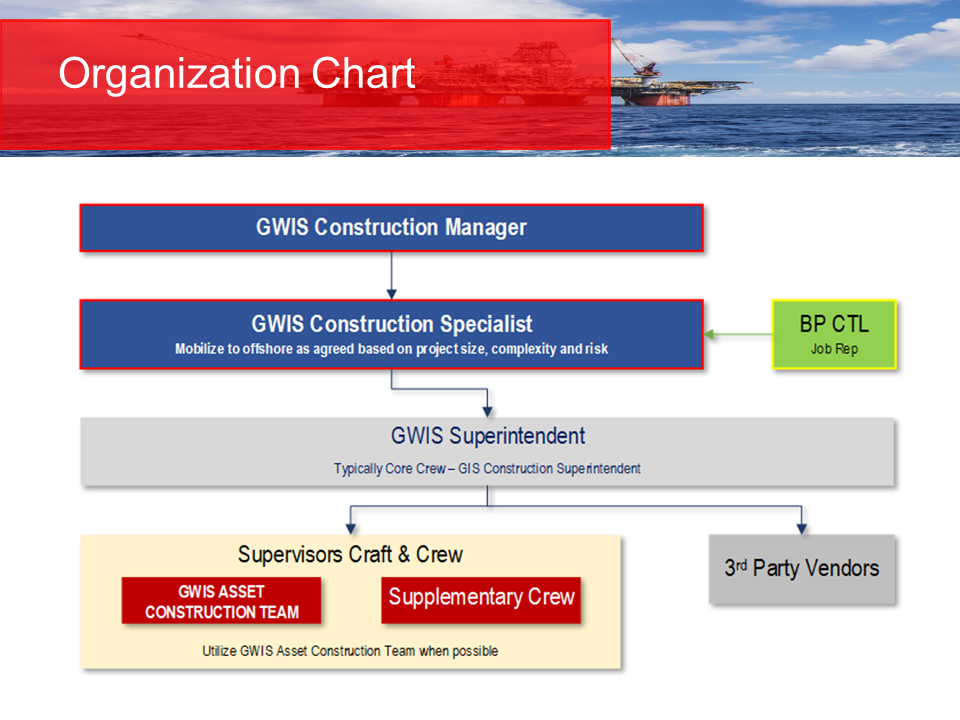 Organization Chart
GWIS Construction Manager
GWIS Construction Specialist
Mobilize to offshore as agreed based on project size, complexity and risk
BP CTL
Job Rep
GWIS Superintendent
Typically Core Crew – GIS Construction Superintendent
Supervisors Craft & Crew
GWIS ASSET
CONSTRUCTION TEAM
Supplementary Crew
Utilize GWIS Asset Construction Team when possible
3rd Party Vendors